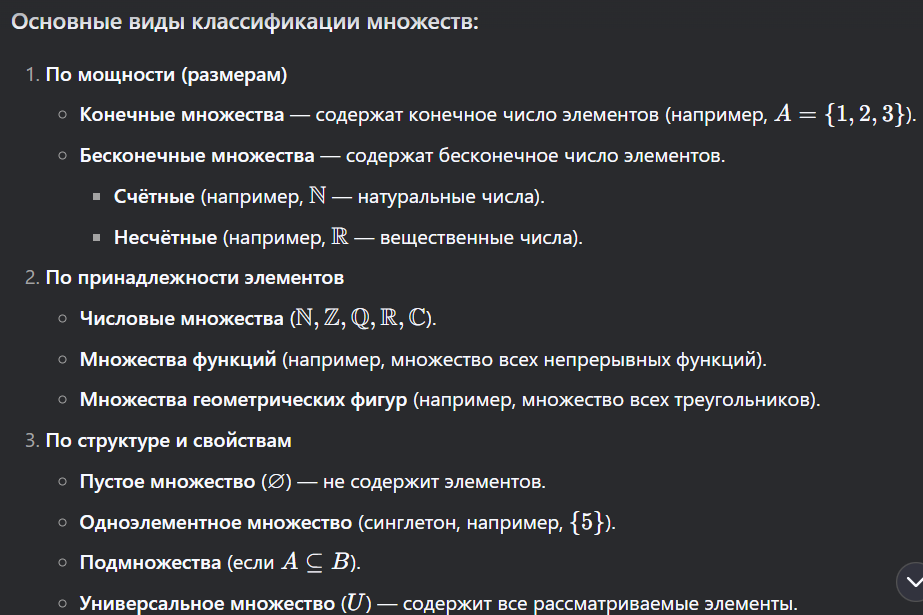 Основные виды классификации множеств:
1. По мощности (размерам)
Конечные множества — содержат конечное число элементов (например, A = {1, 2, 3}).
Бесконечные множества — содержат бесконечное число элементов.
Счётные (например, ℕ — натуральные числа).
Несчётные (например, ℝ — вещественные числа).
2. По принадлежности элементов
Числовые множества (ℕ, ℤ, ℚ, ℝ, ℂ).
Множества функций (например, множество всех непрерывных функций).
Множества геометрических фигур (например, множество всех треугольников).
3. По структуре и свойствам
Пустое множество (∅) — не содержит элементов.
Одноэлементное множество (синглетон, например, {5}).
Подмножества (если A ⊆ B).
Универсальное множество (U) — содержит все рассматриваемые элементы.